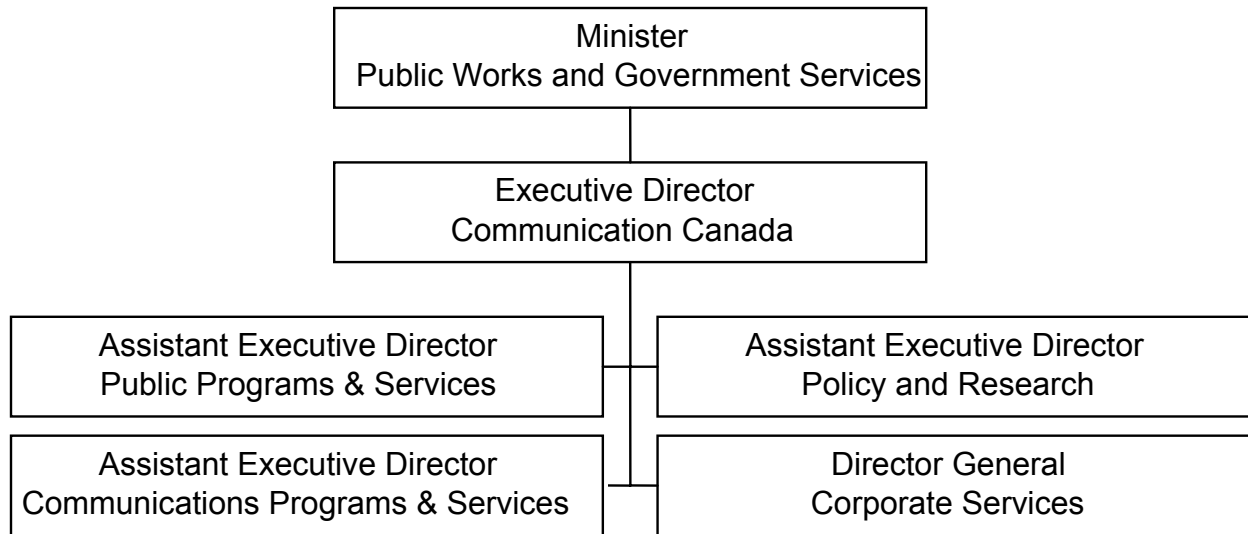 Minister
Public Works and Government Services
Executive Director
Communication Canada
Assistant Executive Director
Public Programs & Services
Assistant Executive Director
Policy and Research
Assistant Executive Director
Communications Programs & Services
Director General
Corporate Services